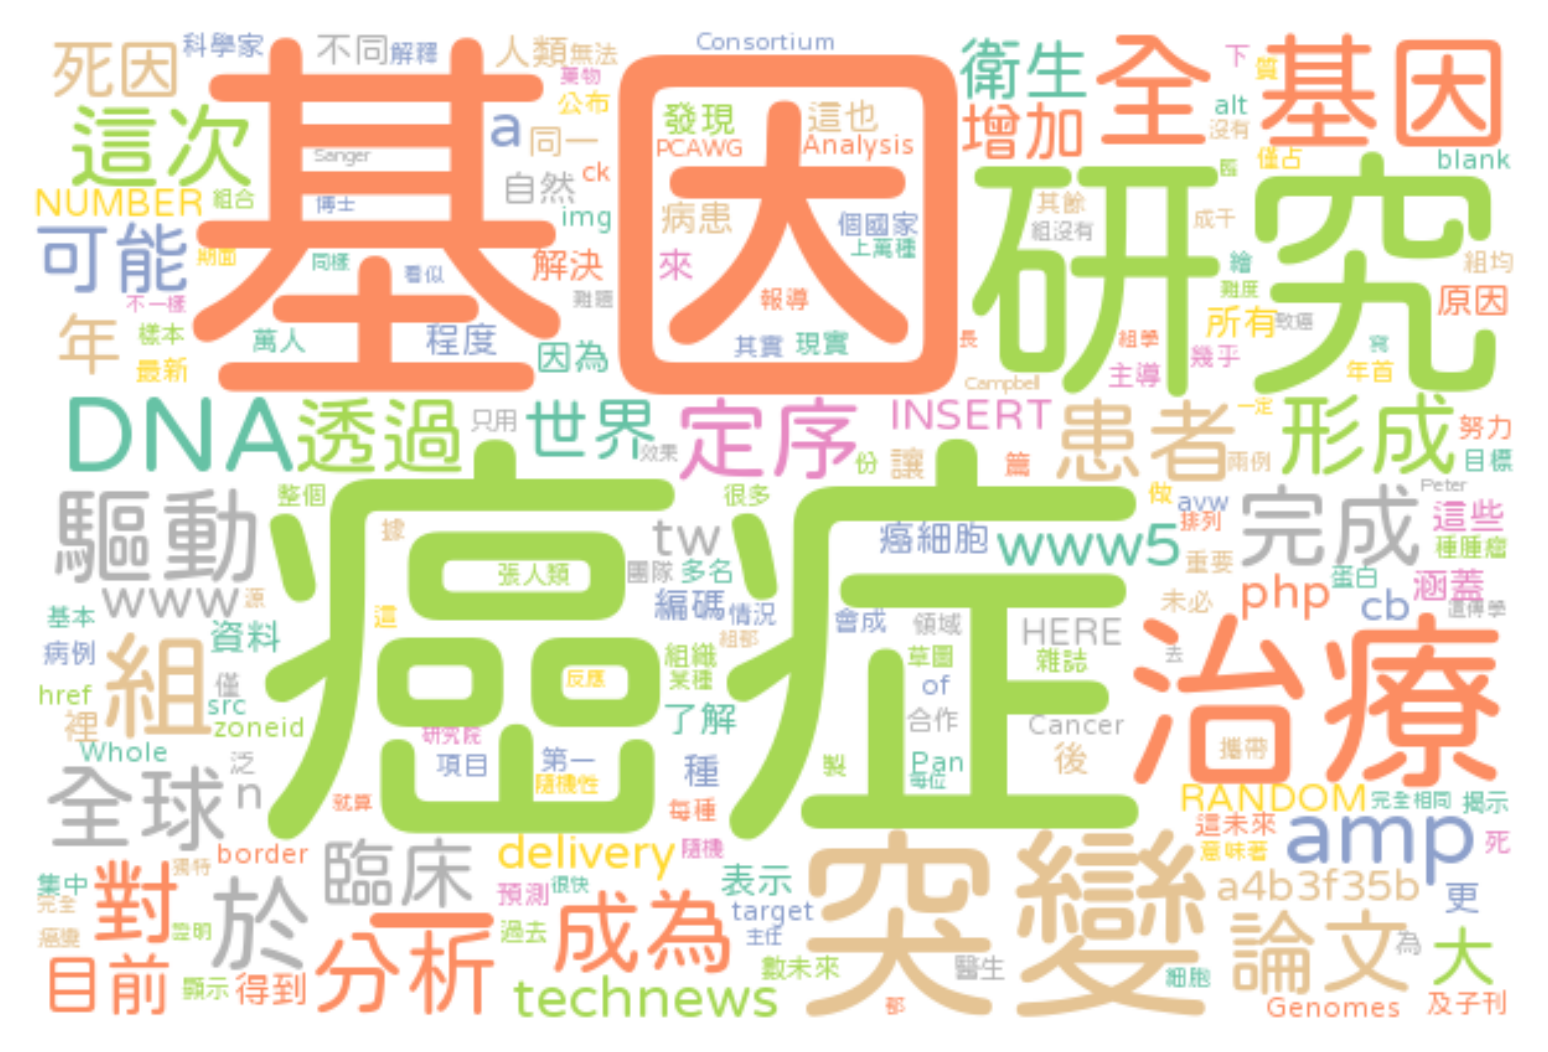 死因 科學家 不同 解釋 人類 無法 Consortium 衛生 全 下 質 基因
藥物 公布 alt 沒有
這次 基因 a 同一 發現 這也 增加
Sanger PCAWG Analysis 僅占 blank
NUMBER 組合 博士 自然 ck img 病患 個國家 上萬種 研究 其餘 組沒有 成千
可能 期面 同樣 看似 解決 來 繪 組均
不一樣 難題 報導 難度 原因
年 樣本 萬人 程度 因為 其實 現實 長 組學 所有 致癌
最新 主導 幾乎 年首
Campbell
DNA 透過 只用 世界 定序 INSERT 患者 一定 形成 努力
效果 份 讓 篇 兩例 目標
整個 很多 做 avw Peter
驅動 據 tw 癌細胞 www5 排列 完成 這些
癌症 張人類 團隊 多名 重要 種腫瘤
www 源 編碼 情況 未必 php 蛋白 cb 涵蓋
基本 這 組都 會成 領域 HERE 遺傳學
病例 組 資料 組織 草圖 雜誌 去 治療
href 僅 src 反應 某種 of
裡 zoneid 了解 合作 Cancer
Whole 研究院 攜帶
泛 項目 第一 種 Pan 後
全球 n 隨機性 製 每位
就算 每種 RANDOM 完全相同 揭示
border 臨床 delivery 隨機 突變 這未來 amp 死
獨特 意味著
集中 對 於 預測 很快 表示 a4b3f35b 更
完全 target
癌變 證明 分析 過去 成為 主任 論文 為 大
目前 顯示 得到 technews 數未來 醫生 細胞
都 Genomes 及子刊